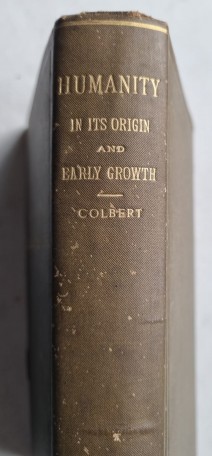 HUMANITY
IN ITS ORIGIN
AND
EARLY GROWTH
COLBERT